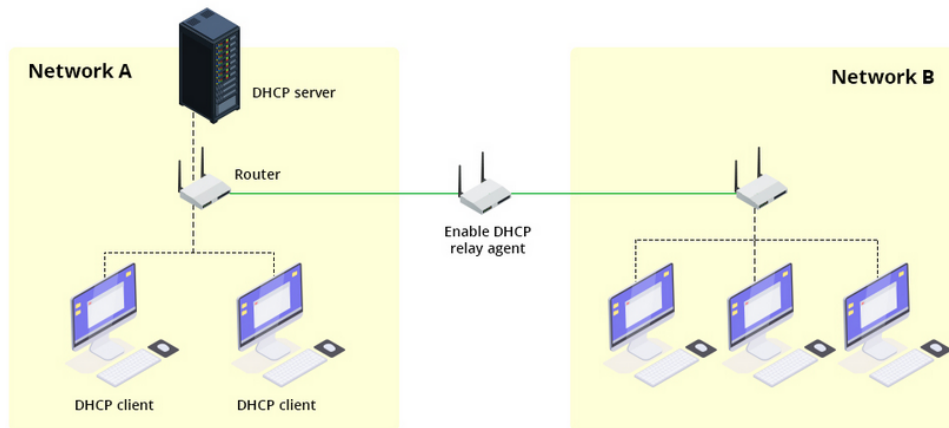 Network A
DHCP server
Router
Enable DHCP
relay agent
Network B
DHCP client
DHCP client